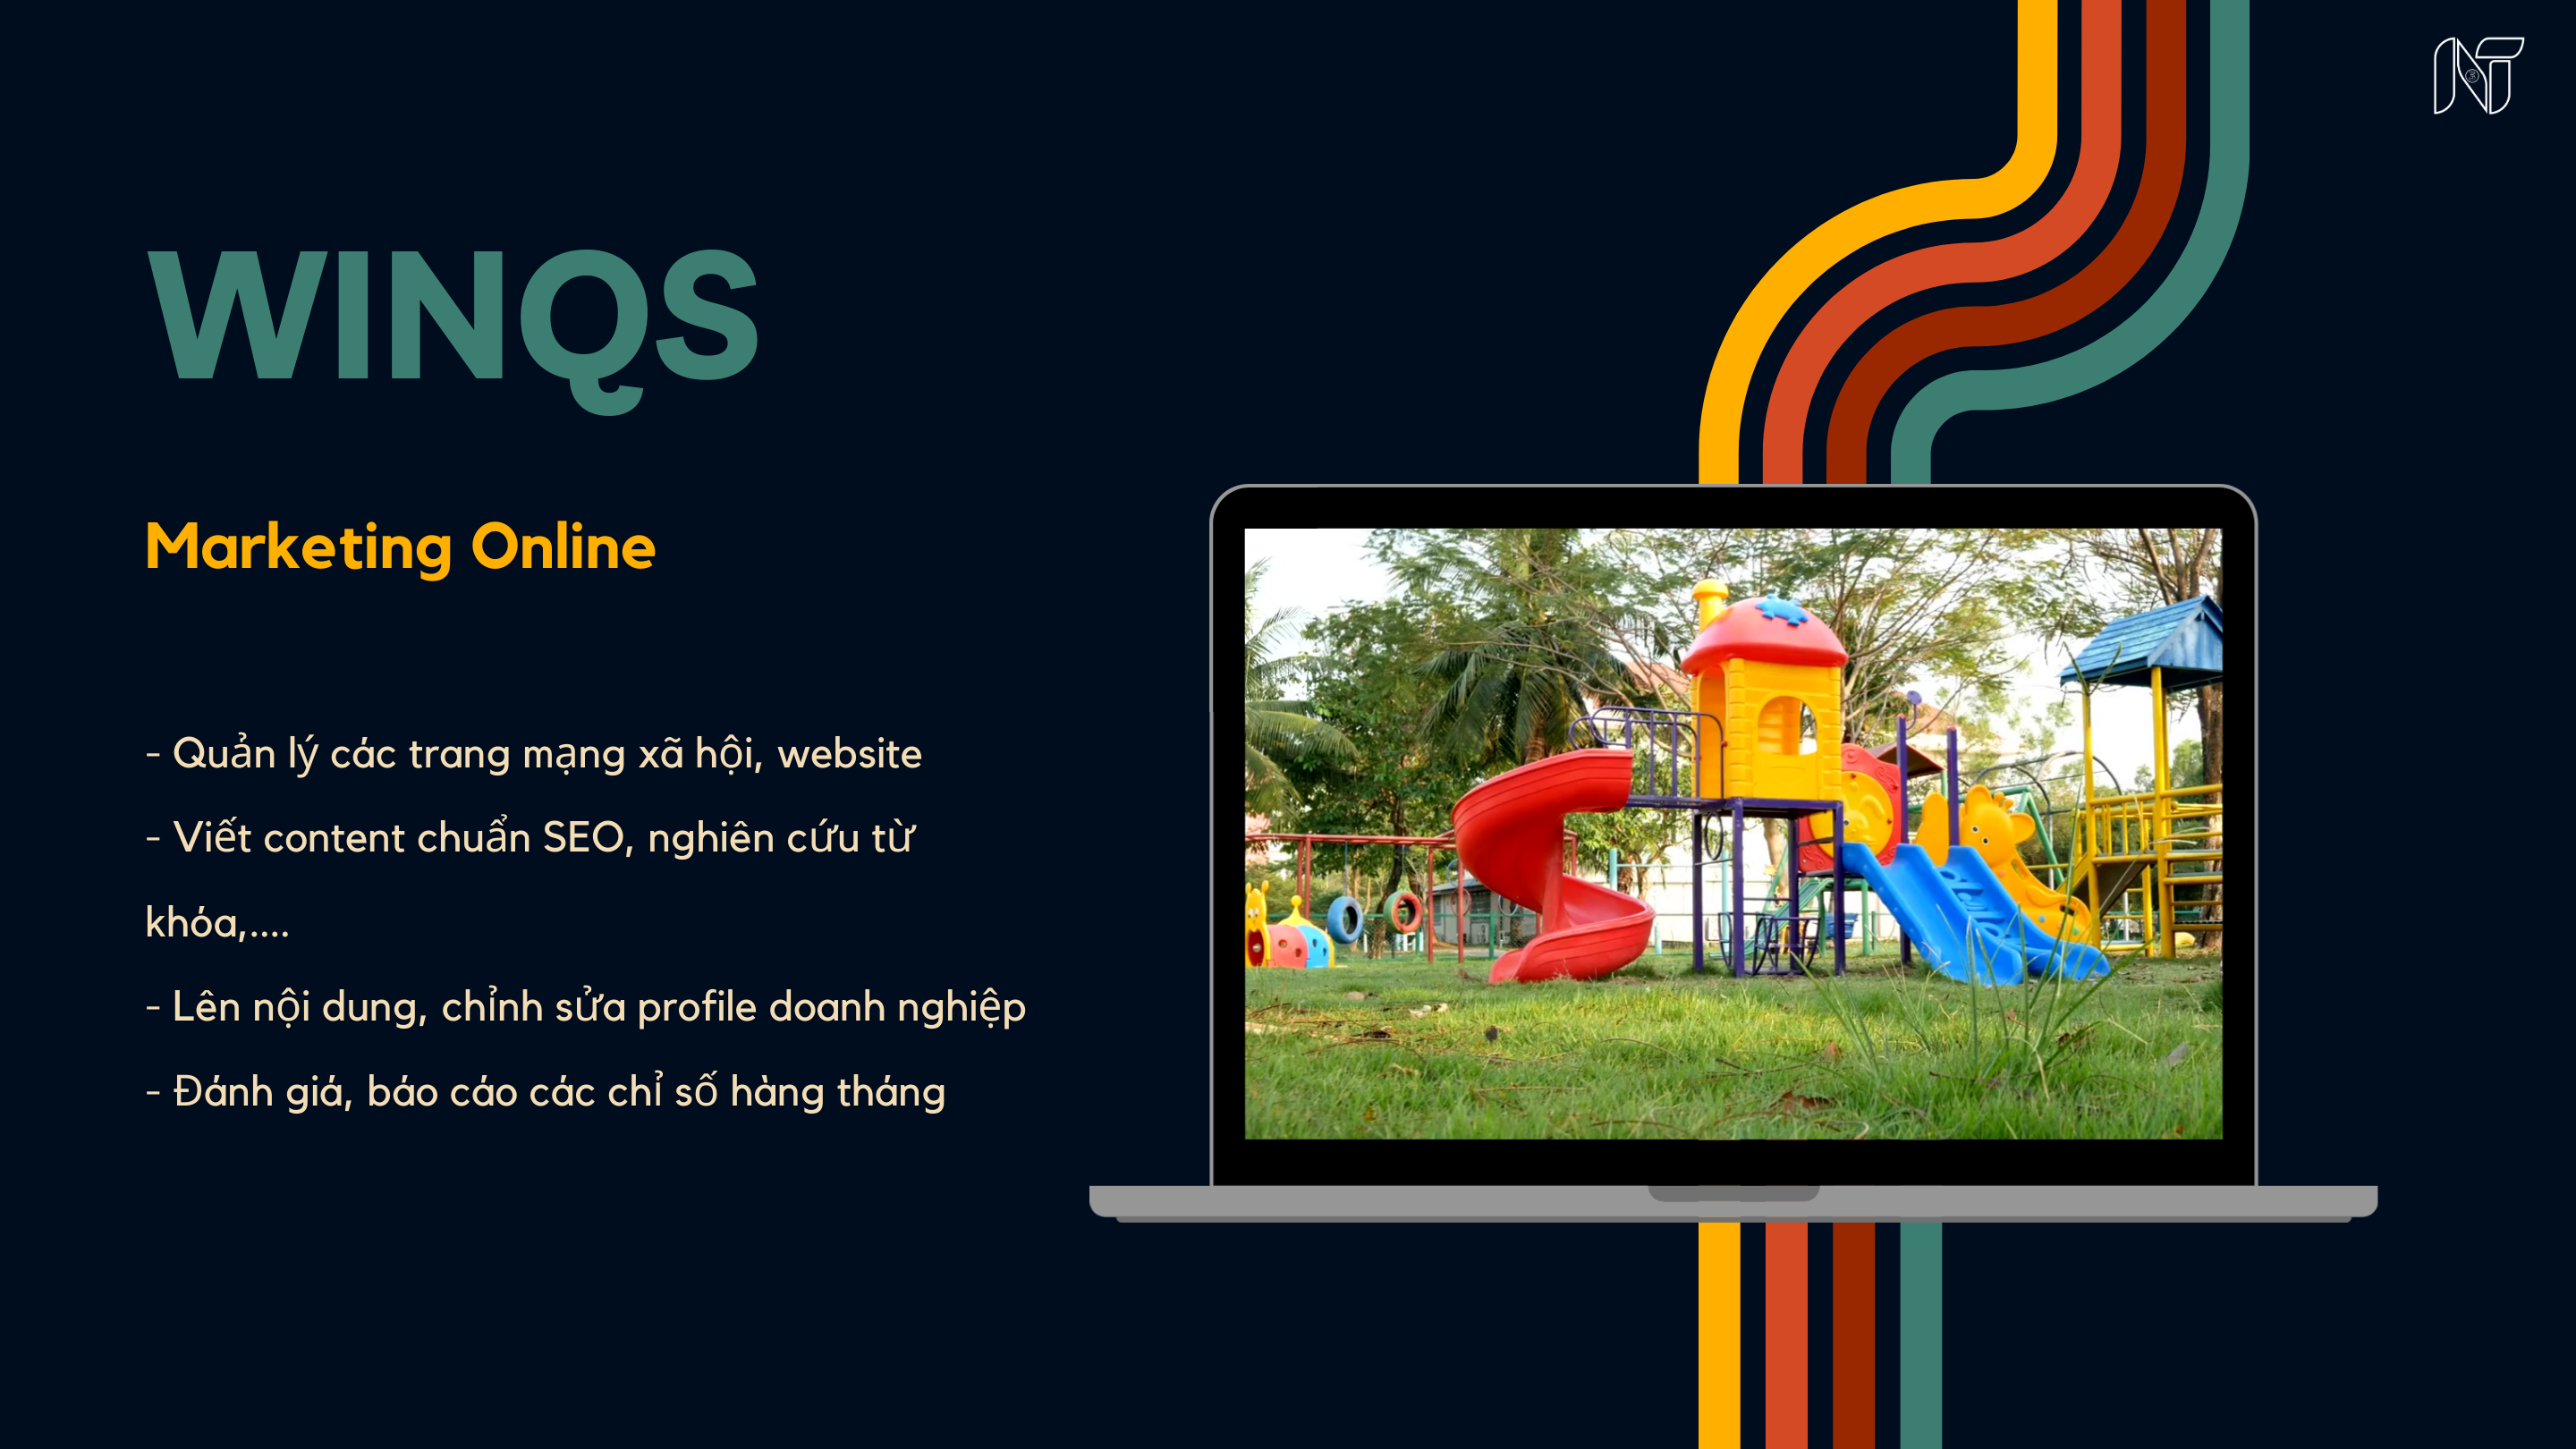 WINQS
Marketing Online
- Quản lý các trang mạng xã hội, website
- Viết content chuẩn SEO, nghiên cứu từ
khóa,....
- Lên nội dung, chỉnh sửa profile doanh nghiệp
- Đánh giá, báo cáo các chỉ số hàng tháng
NT